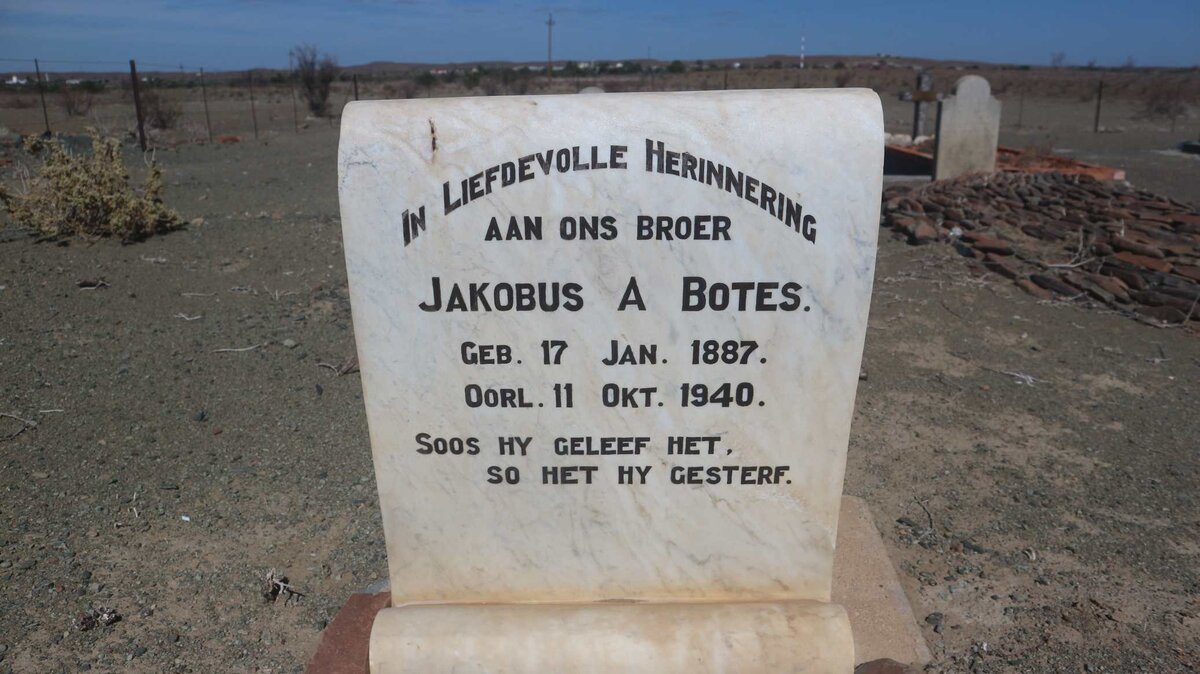 In Liefdevolle Herinnering
aan ons broer
Jakobus A Botes.
Geb. 17 Jan. 1887.
Oorl. 11 Okt. 1940.
Soos hy geleef het,
so het hy gesterf.